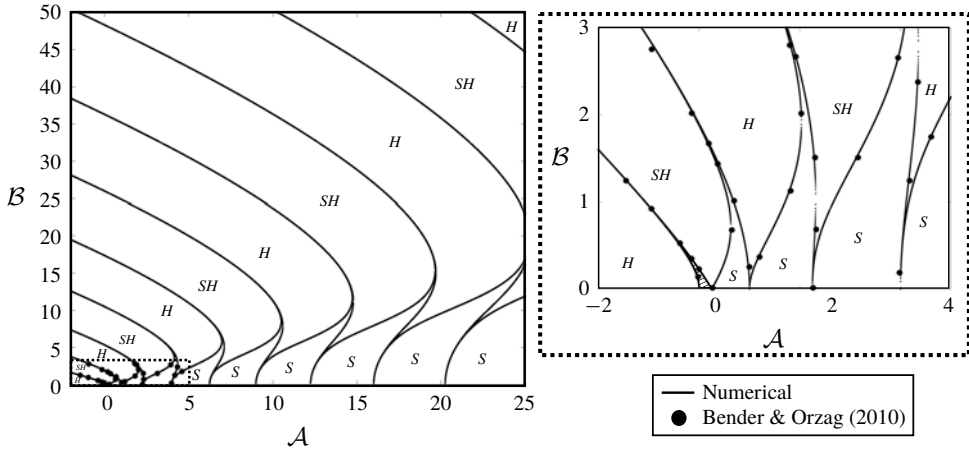 50
45
40
35
30
25
20
15
10
5
0
B
0 5 10 15 20 25
A
H
SH
H
SH
H
SH
H
SH
H
SH
H
S S S S S S
3
2
1
0
B
−2 0 2 4
A
H
SH
H
SH
H
S S S S
Numerical
Bender & Orzag (2010)